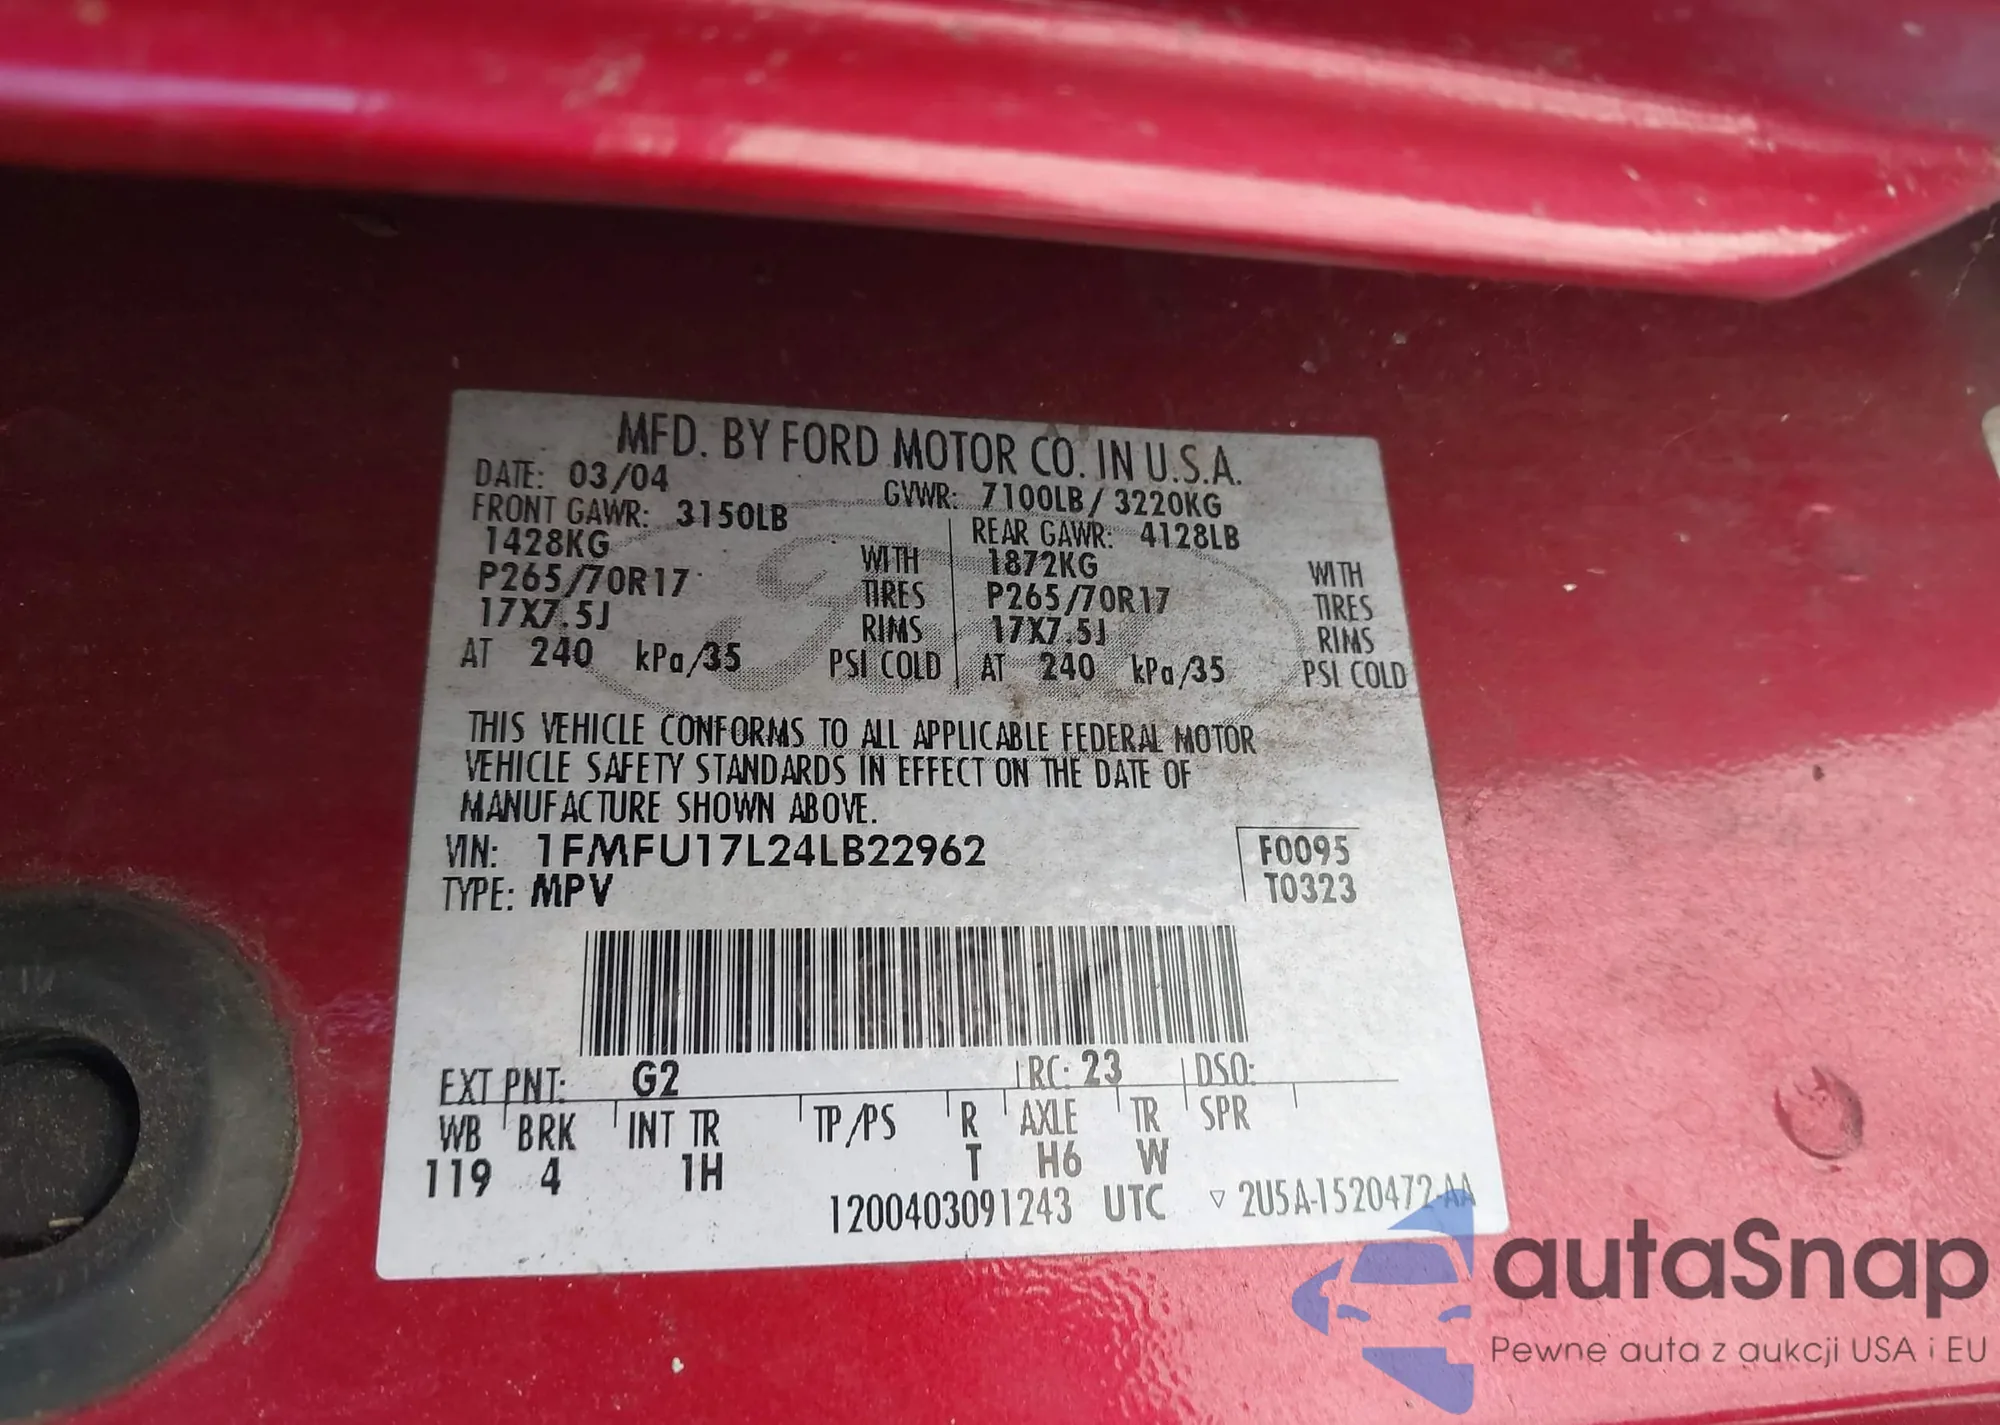 MFD. BY FORD MOTOR CO. IN U.S.A.
DATE: 03/04 GVWR: 7100LB / 3220KG
FRONT GAWR: 3150LB REAR GAWR: 4128LB
1428KG WITH 1872KG WITH
P265/70R17 TIRES P265/70R17 TIRES
17X7.5J RIMS 17X7.5J RIMS
AT 240 kPa/35 PSI COLD AT 240 kPa/35 PSI COLD
THIS VEHICLE CONFORMS TO ALL APPLICABLE FEDERAL MOTOR
VEHICLE SAFETY STANDARDS IN EFFECT ON THE DATE OF
MANUFACTURE SHOWN ABOVE.
VIN: 1FMFU17L24LB22962 F0095
TYPE: MPV T0323
EXT PNT: G2 RC: 23 DSO:
WB BRK INT TR TP/PS R AXLE TR SPR
119 4 1H T H6 W
1200403091243 UTC ▽ 2U5A-1520472-AA
autaSnap
Pewne auta z aukcji USA i EU